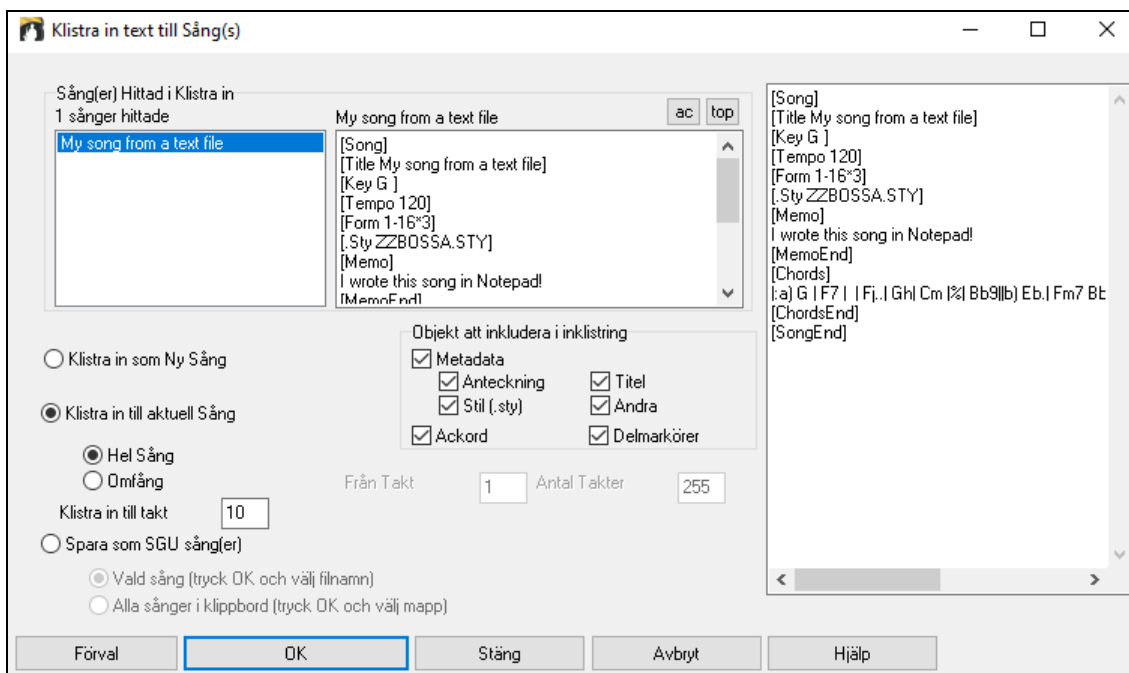 Klistra in text till Sång(s)
Sång(er) Hittad i Klistra in
1 sånger hittade
My song from a text file
My song from a text file
ac
top
[Song]
[Title My song from a text file]
[Key G ]
[Tempo 120]
[Form 1-16*3]
[.Sty ZZBOSSA.STY]
[Memo]
I wrote this song in Notepad!
[MemoEnd]
[Song]
[Title My song from a text file]
[Key G ]
[Tempo 120]
[Form 1-16*3]
[.Sty ZZBOSSA.STY]
[Memo]
I wrote this song in Notepad!
[MemoEnd]
[Chords]
|:a) G | F7 | | Fj..| Gh| Cm |%| Bb9||b) Eb.| Fm7 Bb
[ChordsEnd]
[SongEnd]
Klistra in som Ny Sång
Klistra in till aktuell Sång
Hel Sång
Omfång
Klistra in till takt 10
Objekt att inkludera i inklistring
Metadata
Anteckning Titel
Stil (.sty) Andra
Ackord Delmarkörer
Från Takt 1 Antal Takter 255
Spara som SGU sång(er)
Vald sång (tryck OK och välj filnamn)
Alla sånger i klippbord (tryck OK och välj mapp)
Förval OK Stäng Avbryt Hjälp